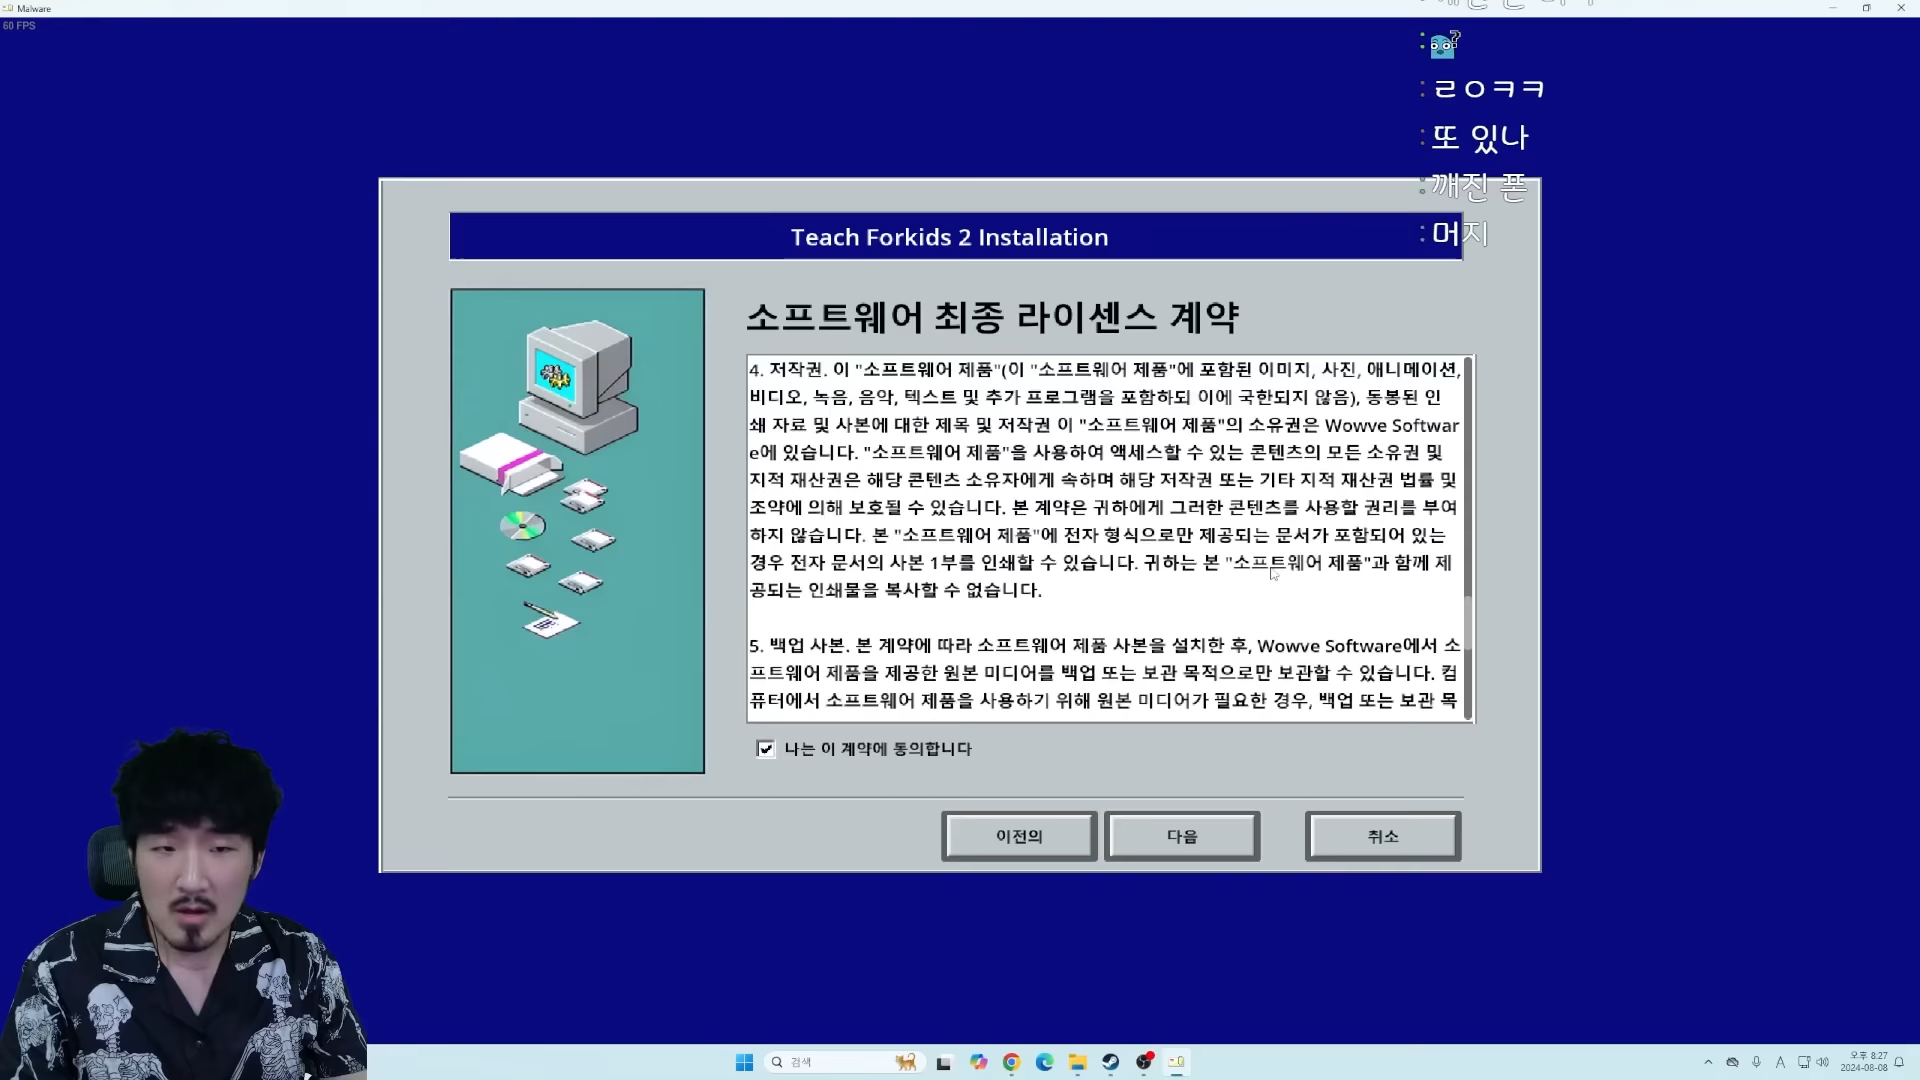 Malware
60 FPS
: ?
: ㄹㅇㅋㅋ
: 또 있나
: 깨진 폰
: 머지
Teach Forkids 2 Installation
소프트웨어 최종 라이센스 계약
4. 저작권. 이 "소프트웨어 제품"(이 "소프트웨어 제품"에 포함된 이미지, 사진, 애니메이션,
비디오, 녹음, 음악, 텍스트 및 추가 프로그램을 포함하되 이에 국한되지 않음), 동봉된 인
쇄 자료 및 사본에 대한 제목 및 저작권 이 "소프트웨어 제품"의 소유권은 Wowve Softwar
e에 있습니다. "소프트웨어 제품"을 사용하여 액세스할 수 있는 콘텐츠의 모든 소유권 및
지적 재산권은 해당 콘텐츠 소유자에게 속하며 해당 저작권 또는 기타 지적 재산권 법률 및
조약에 의해 보호될 수 있습니다. 본 계약은 귀하에게 그러한 콘텐츠를 사용할 권리를 부여
하지 않습니다. 본 "소프트웨어 제품"에 전자 형식으로만 제공되는 문서가 포함되어 있는
경우 전자 문서의 사본 1부를 인쇄할 수 있습니다. 귀하는 본 "소프트웨어 제품"과 함께 제
공되는 인쇄물을 복사할 수 없습니다.
5. 백업 사본. 본 계약에 따라 소프트웨어 제품 사본을 설치한 후, Wowve Software에서 소
프트웨어 제품을 제공한 원본 미디어를 백업 또는 보관 목적으로만 보관할 수 있습니다. 컴
퓨터에서 소프트웨어 제품을 사용하기 위해 원본 미디어가 필요한 경우, 백업 또는 보관 목
나는 이 계약에 동의합니다
이전의
다음
취소
검색
A
오후 8:27
2024-08-08